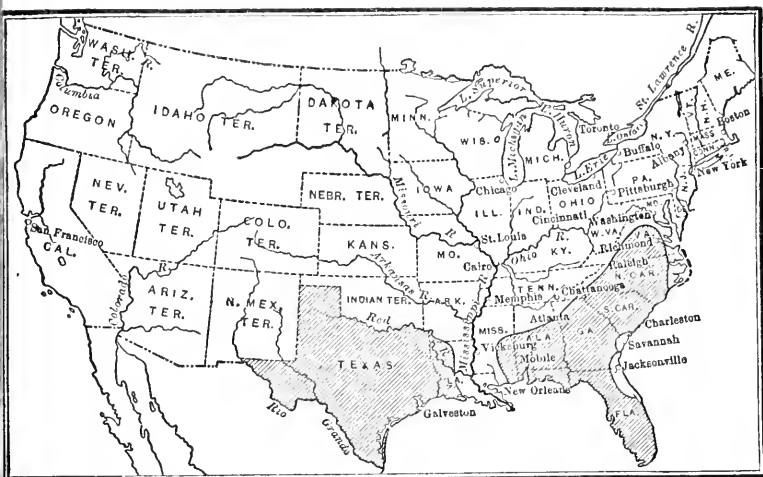 WASH.
TER.
R.
Columbia
OREGON
IDAHO TER.
DAKOTA
TER.
MINN.
WIS.
L. Superior
L. Huron
L. Michigan
MICH.
Toronto
L. Ontario
L. Erie
St. Lawrence R.
ME.
VT.
N.H.
MASS
CONN.
Boston
N.Y.
Albany
Buffalo
New York
PA.
Pittsburgh
N.J.
MD.
NEV.
TER.
UTAH
TER.
COLO.
TER.
NEBR. TER.
KANS.
IOWA
Missouri
R.
Chicago
ILL.
IND.
OHIO
Cleveland
Cincinnati
Washington
W.VA.
VA.
Richmond
St. Louis
MO.
Cairo
Ohio
R.
KY.
San Francisco
CAL.
Colorado
R.
ARIZ.
TER.
N. MEX.
TER.
INDIAN TER.
Arkansas R.
ARK.
Red
R.
Mississippi R.
TENN.
Memphis
Chattanooga
Raleigh
N. CAR.
S. CAR.
Atlanta
GA.
ALA
MISS.
Vicksburg
Mobile
Charleston
Savannah
Jacksonville
TEXAS
LA.
New Orleans
Galveston
FLA.
Rio
Grande